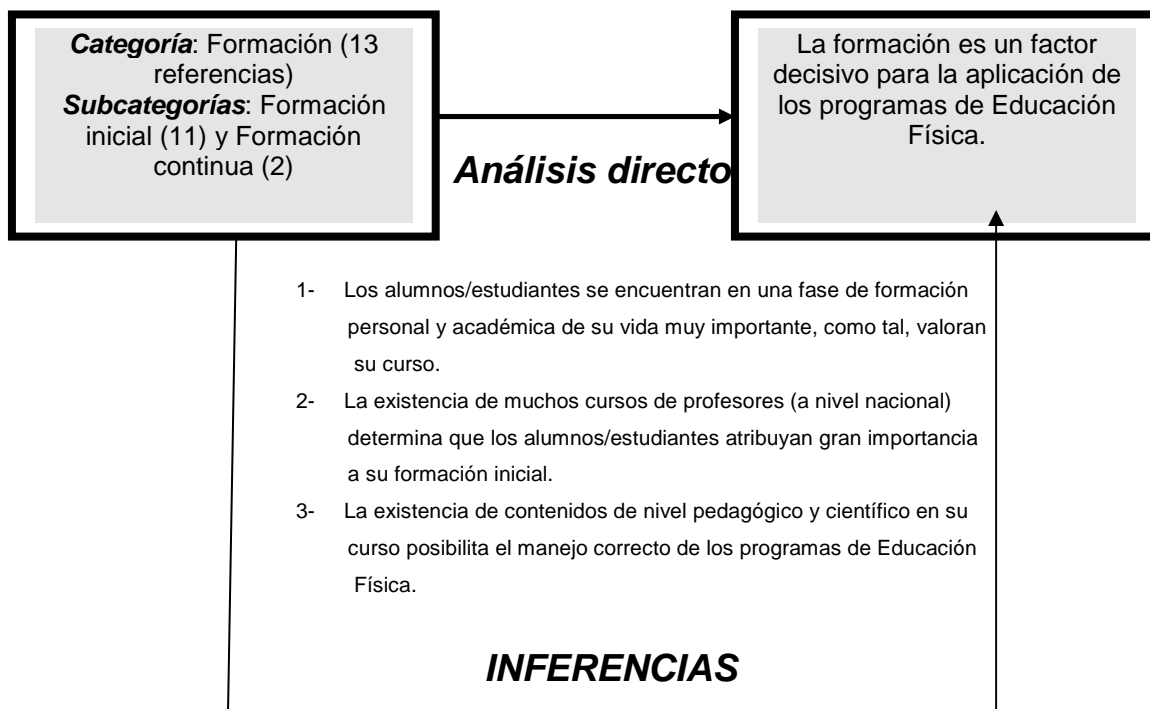 Categoría: Formación (13
referencias)
Subcategorías: Formación
inicial (11) y Formación
continua (2)
Análisis directo
La formación es un factor
decisivo para la aplicación de
los programas de Educación
Física.
1- Los alumnos/estudiantes se encuentran en una fase de formación
personal y académica de su vida muy importante, como tal, valoran
su curso.
2- La existencia de muchos cursos de profesores (a nivel nacional)
determina que los alumnos/estudiantes atribuyan gran importancia
a su formación inicial.
3- La existencia de contenidos de nivel pedagógico y científico en su
curso posibilita el manejo correcto de los programas de Educación
Física.
INFERENCIAS